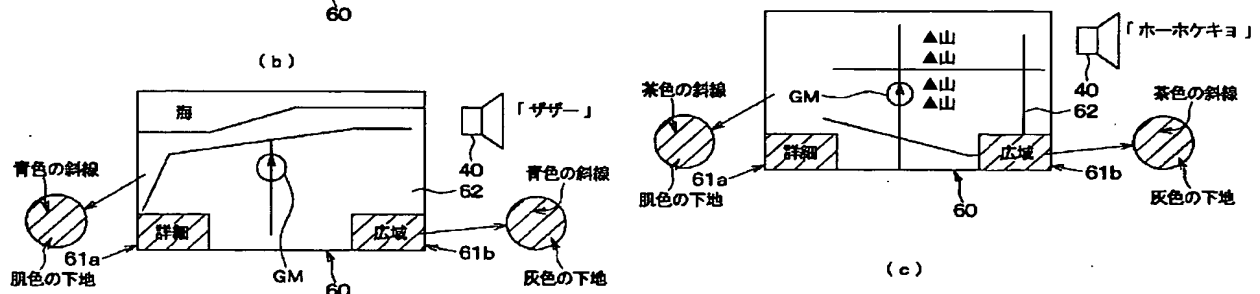 60
(b)
海
「ザザー」
40
青色の斜線
62
青色の斜線
詳細
広域
61a
GM
61b
肌色の下地
60
灰色の下地
▲山
▲山
▲山
▲山
「ホーホケキョ」
40
茶色の斜線
GM
62
茶色の斜線
詳細
広域
61a
61b
肌色の下地
60
灰色の下地
(c)